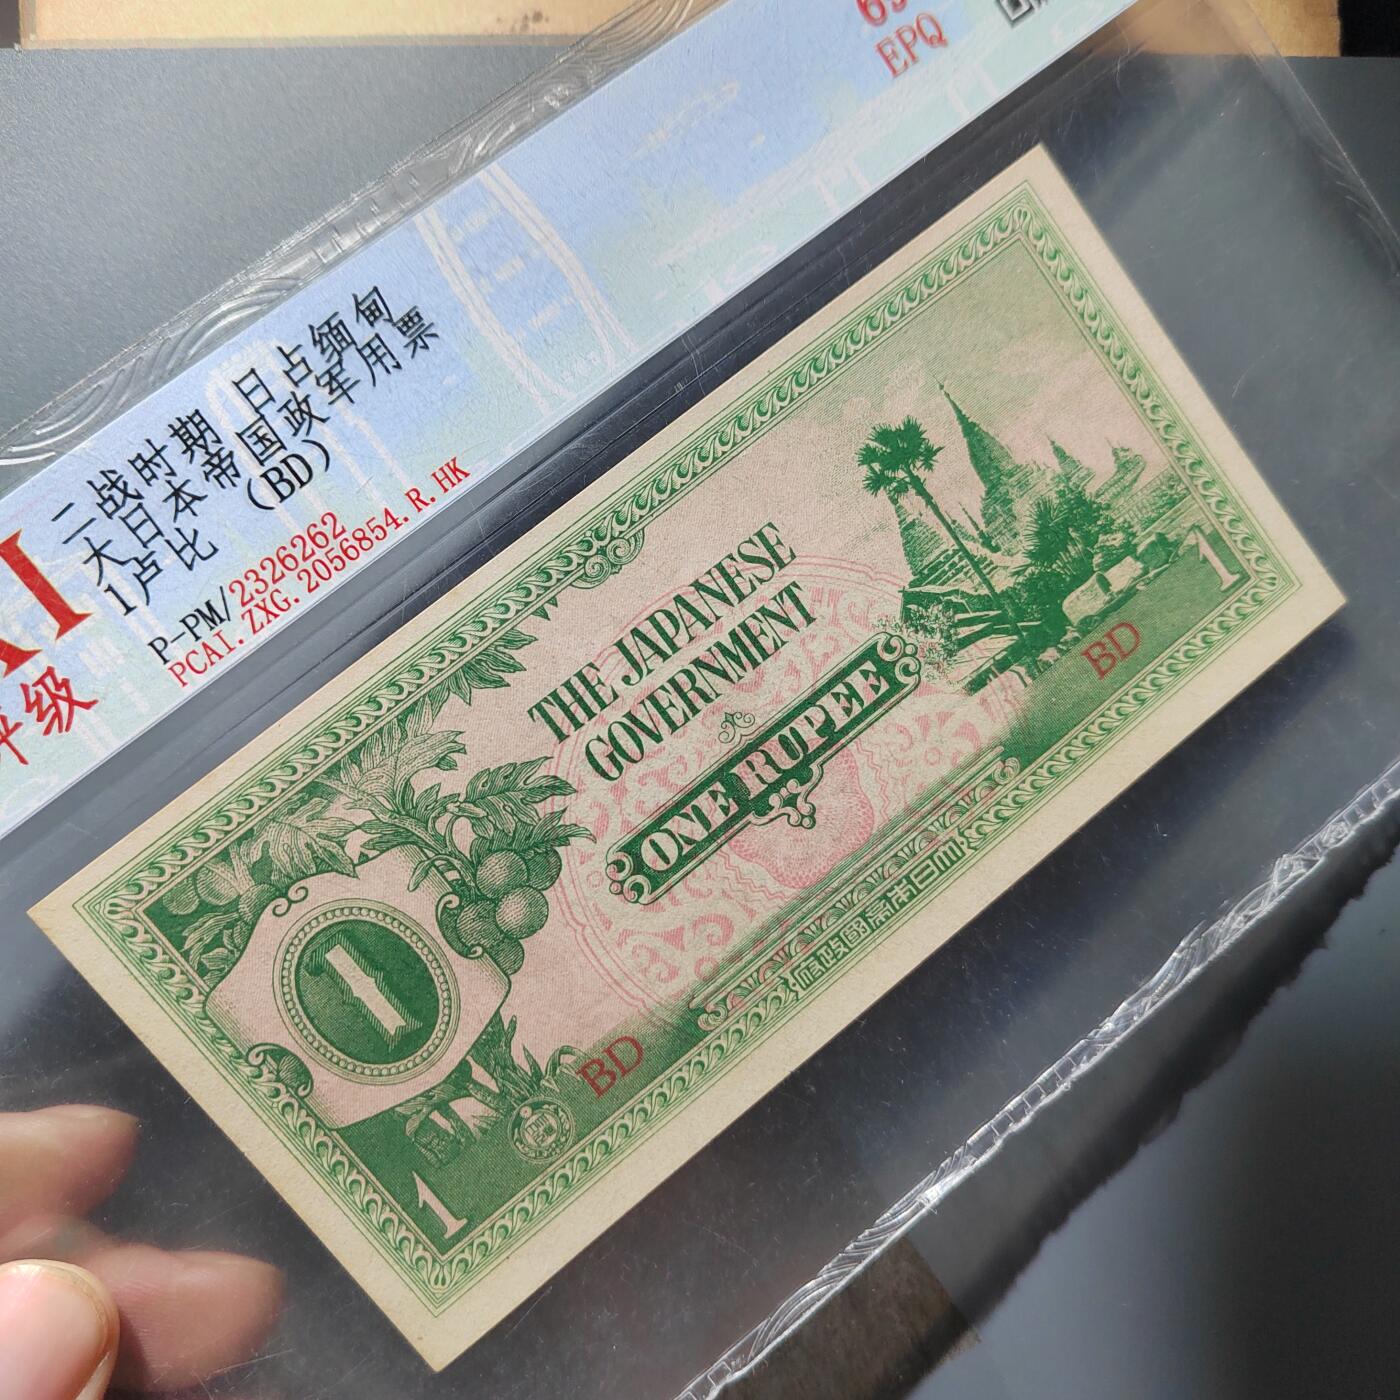 EPQ
二战时期 日占缅甸
大日本帝国政军用票
1卢比 (BD)
P-PM/2326262
PCAI.ZXG.2056854.R.HK
评级
THE JAPANESE
GOVERNMENT
ONE RUPEE
1
BD
1
BD
1